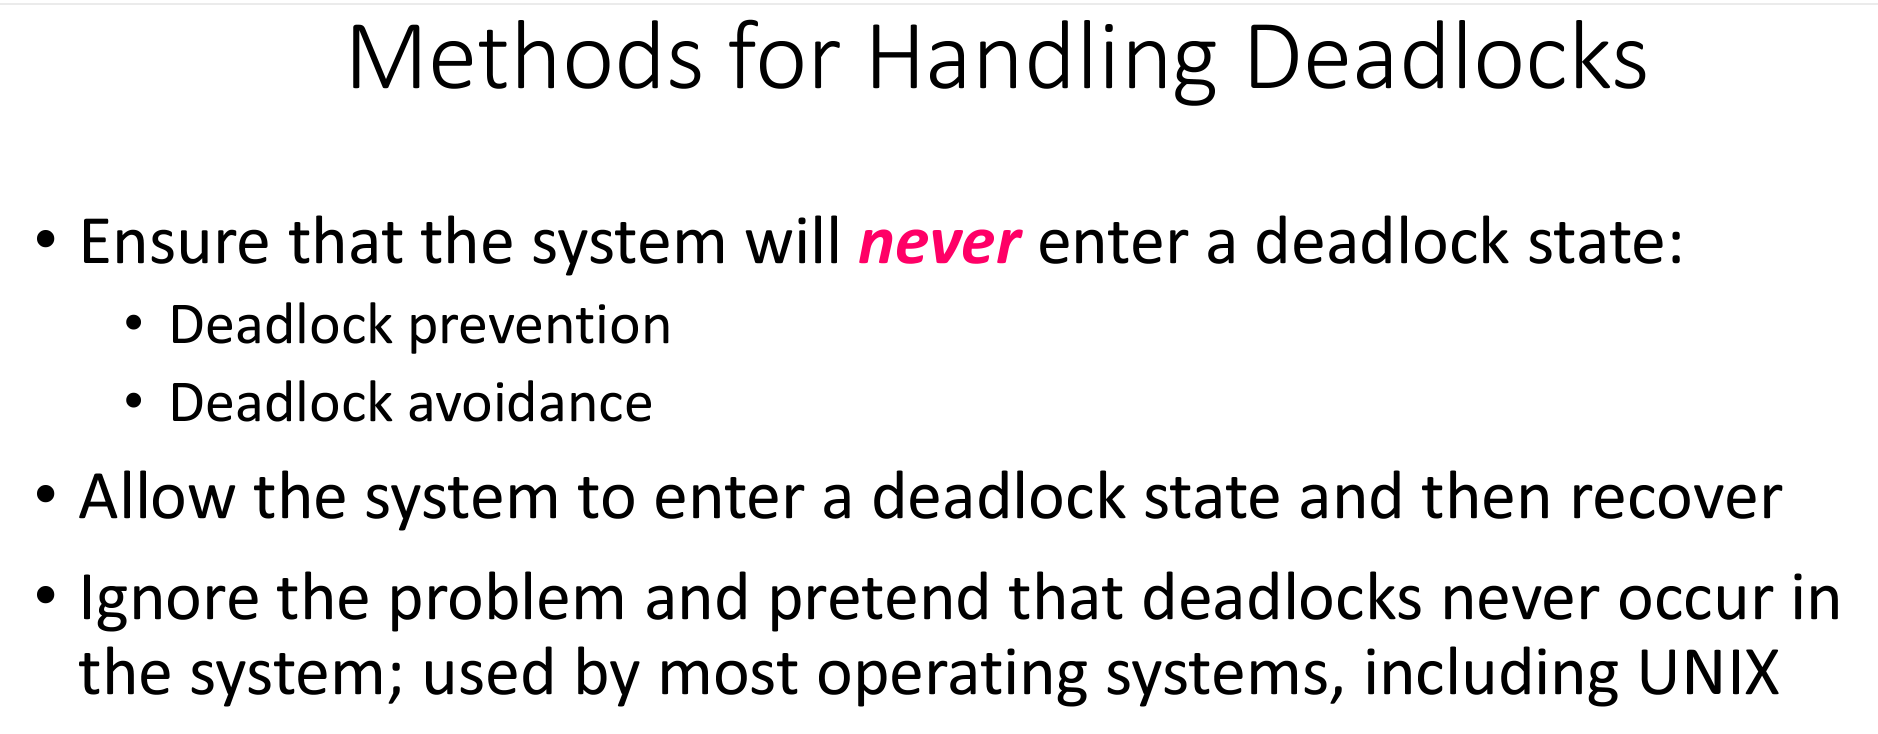 Methods for Handling Deadlocks
• Ensure that the system will never enter a deadlock state:
• Deadlock prevention
• Deadlock avoidance
• Allow the system to enter a deadlock state and then recover
• Ignore the problem and pretend that deadlocks never occur in
the system; used by most operating systems, including UNIX